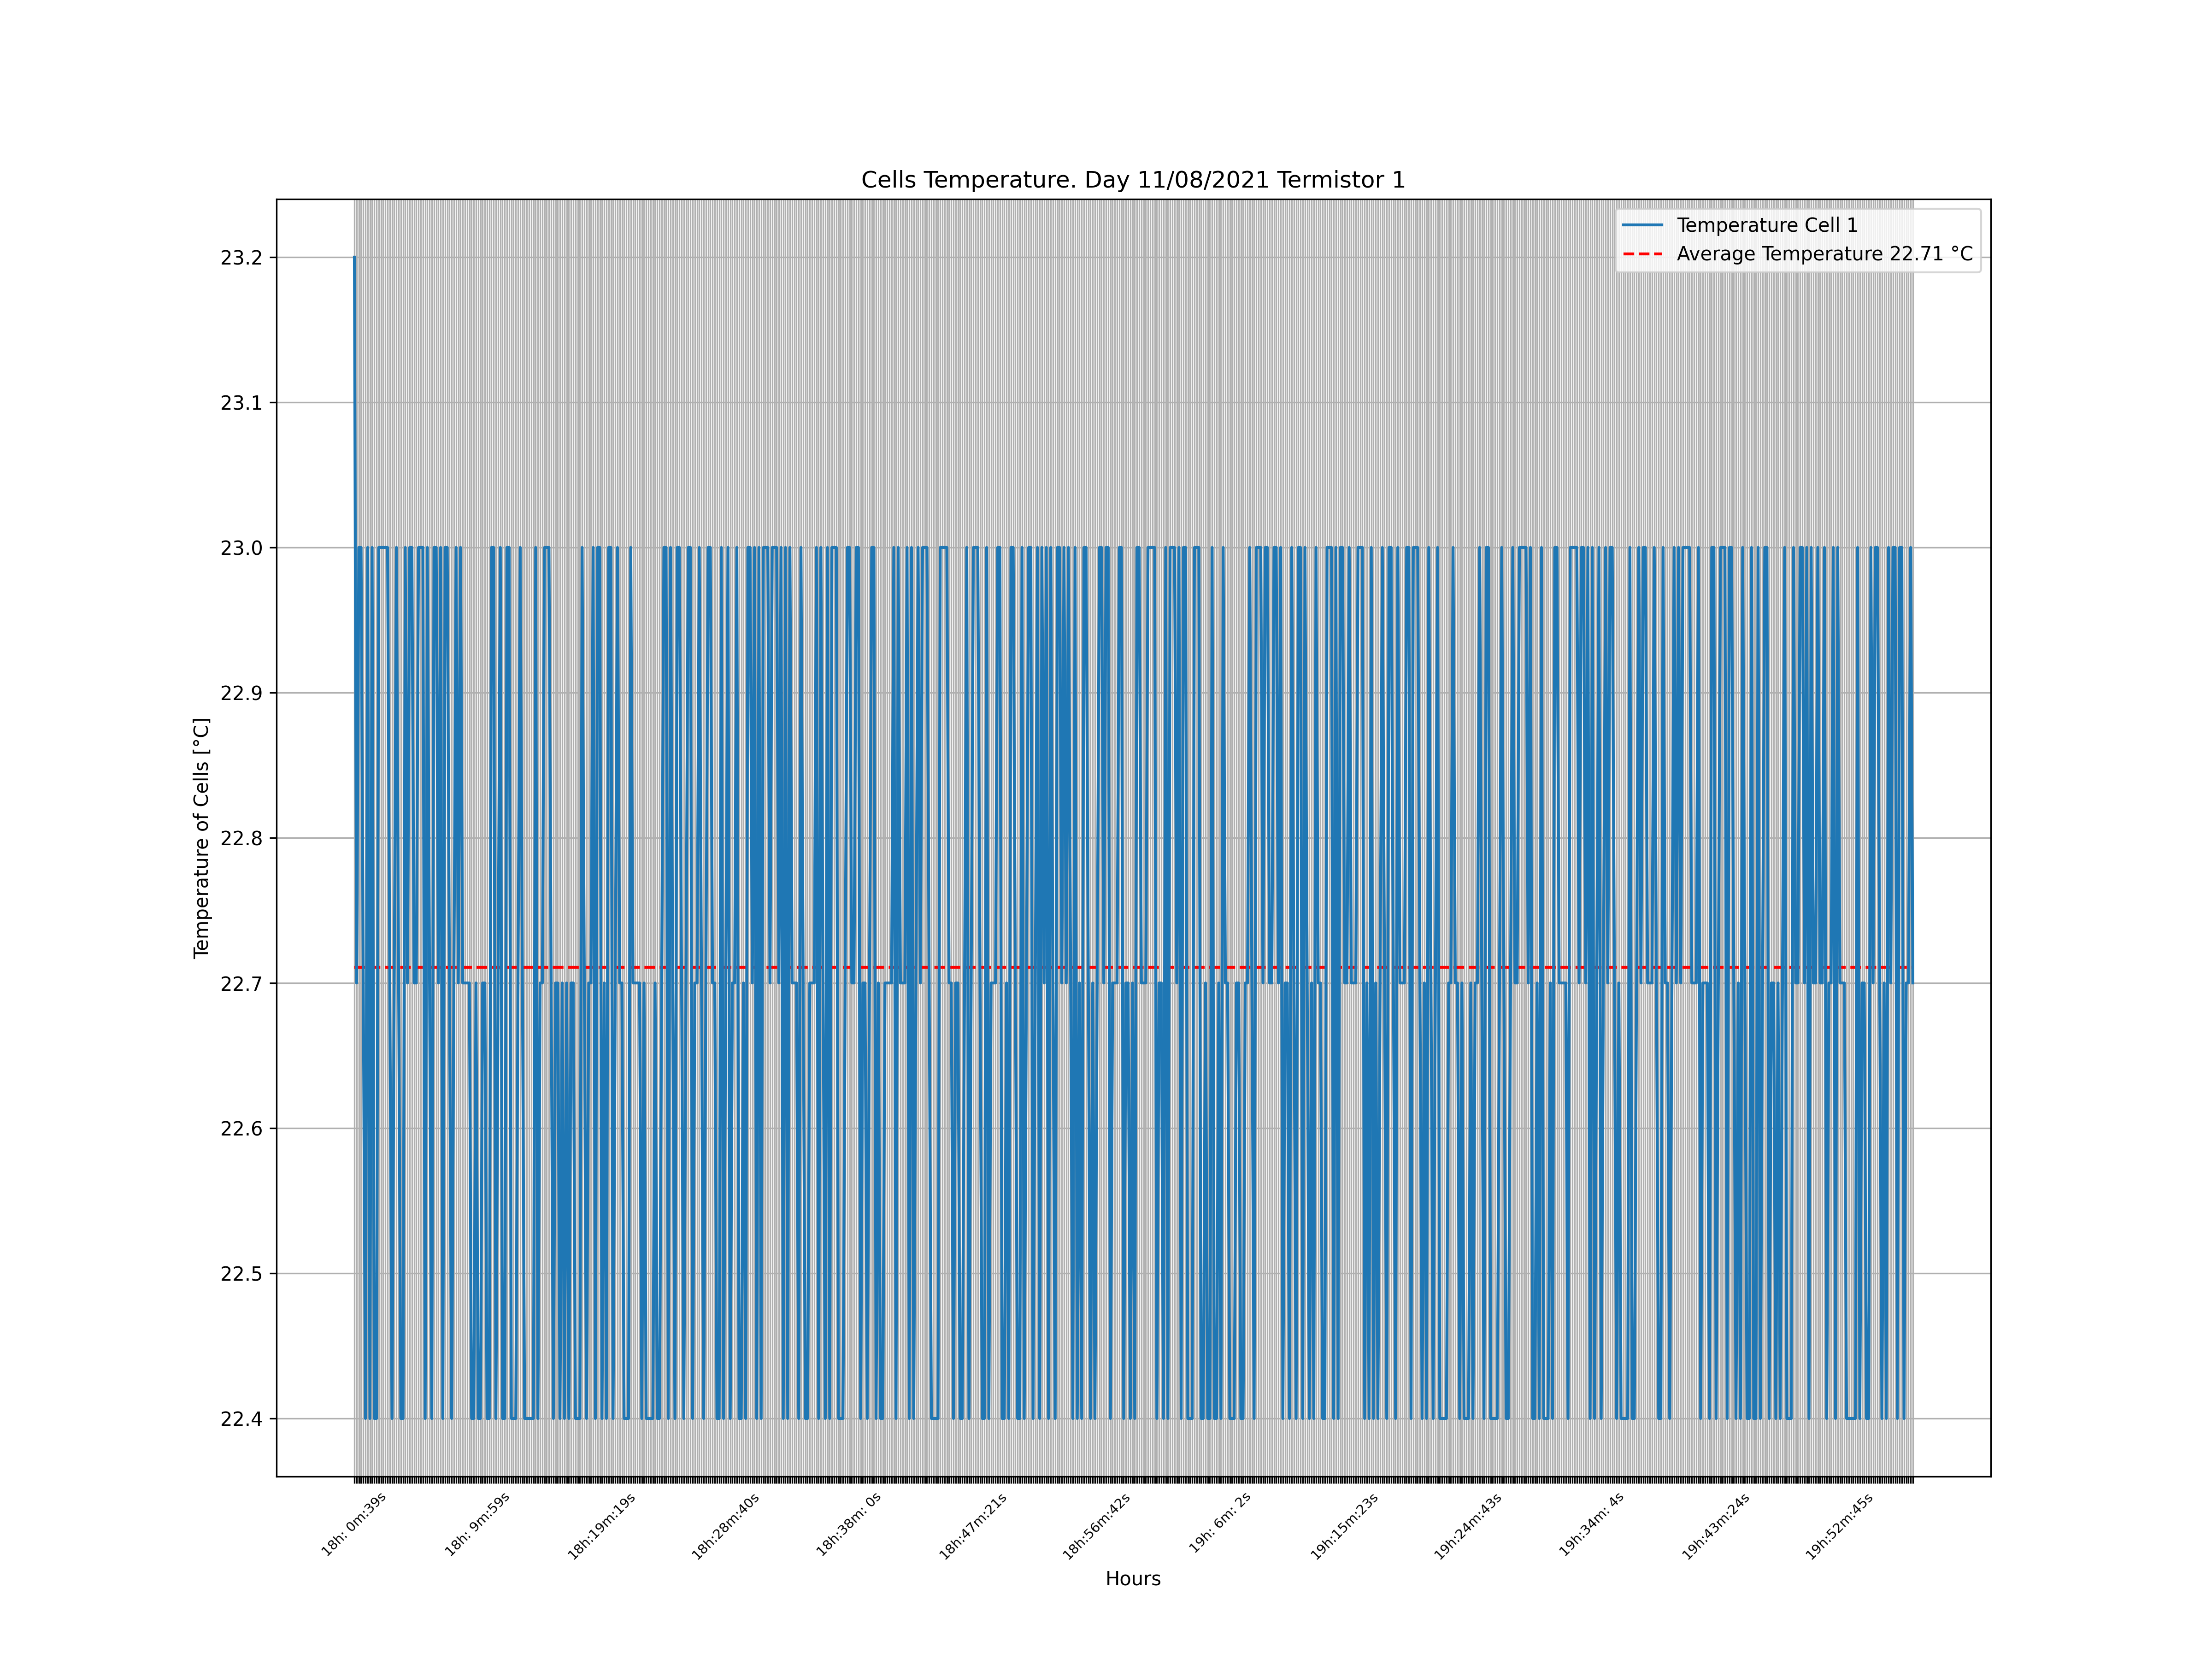 Cells Temperature. Day 11/08/2021 Termistor 1
Temperature Cell 1
Average Temperature 22.71 °C
23.2
23.1
23.0
22.9
22.8
22.7
22.6
22.5
22.4
Temperature of Cells [°C]
18h: 0m:39s
18h: 9m:59s
18h:19m:19s
18h:28m:40s
18h:38m: 0s
18h:47m:21s
18h:56m:42s
19h: 6m: 2s
19h:15m:23s
19h:24m:43s
19h:34m: 4s
19h:43m:24s
19h:52m:45s
Hours